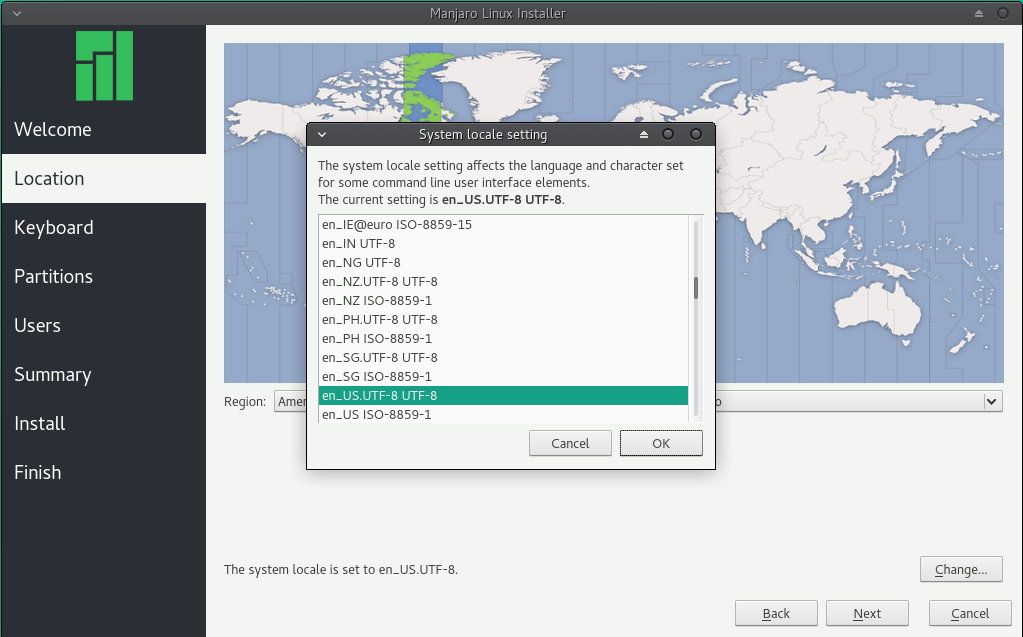 Manjaro Linux Installer
Welcome
Location
Keyboard
Partitions
Users
Summary
Install
Finish
System locale setting
The system locale setting affects the language and character set
for some command line user interface elements.
The current setting is en_US.UTF-8 UTF-8.
en_IE@euro ISO-8859-15
en_IN UTF-8
en_NG UTF-8
en_NZ.UTF-8 UTF-8
en_NZ ISO-8859-1
en_PH.UTF-8 UTF-8
en_PH ISO-8859-1
en_SG.UTF-8 UTF-8
en_SG ISO-8859-1
en_US.UTF-8 UTF-8
en_US ISO-8859-1
Cancel
OK
Region:
The system locale is set to en_US.UTF-8.
Change...
Back
Next
Cancel